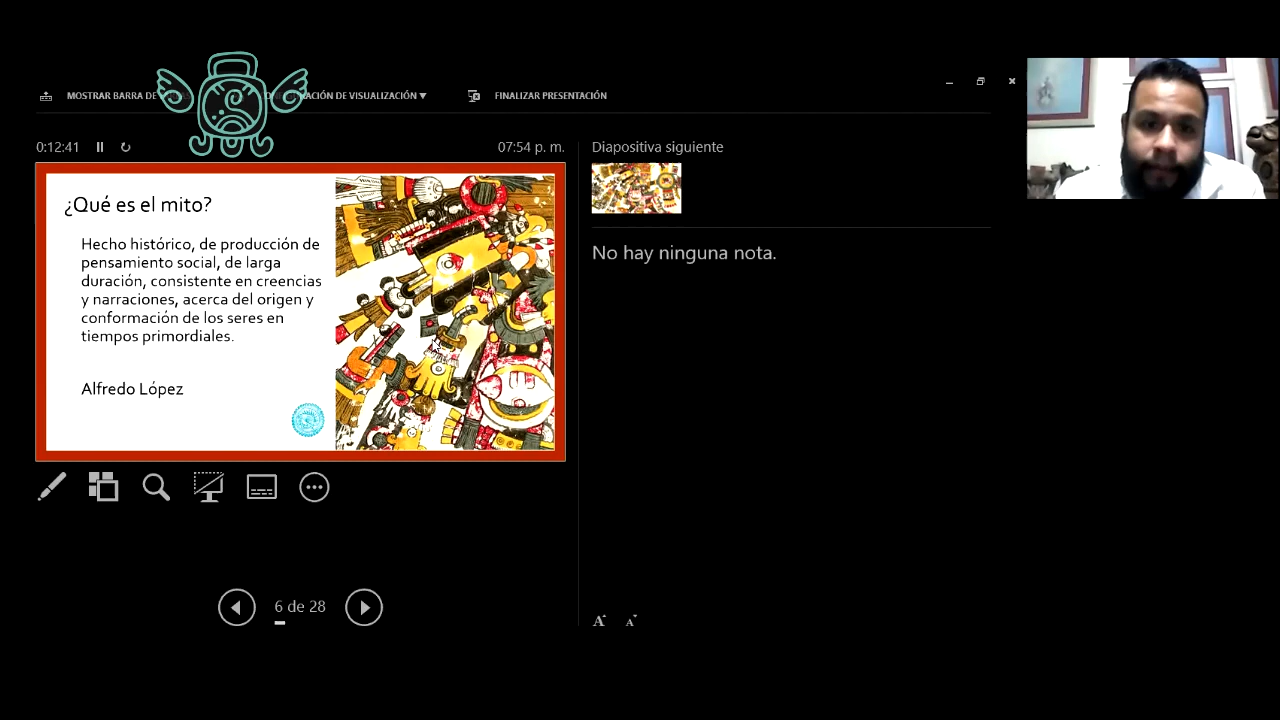 MOSTRAR BARRA DE
DE VISUALIZACIÓN ▼
FINALIZAR PRESENTACIÓN
0:12:41
07:54 p. m.
¿Qué es el mito?
Hecho histórico, de producción de
pensamiento social, de larga
duración, consistente en creencias
y narraciones, acerca del origen y
conformación de los seres en
tiempos primordiales.
Alfredo López
6 de 28
Diapositiva siguiente
No hay ninguna nota.
A A